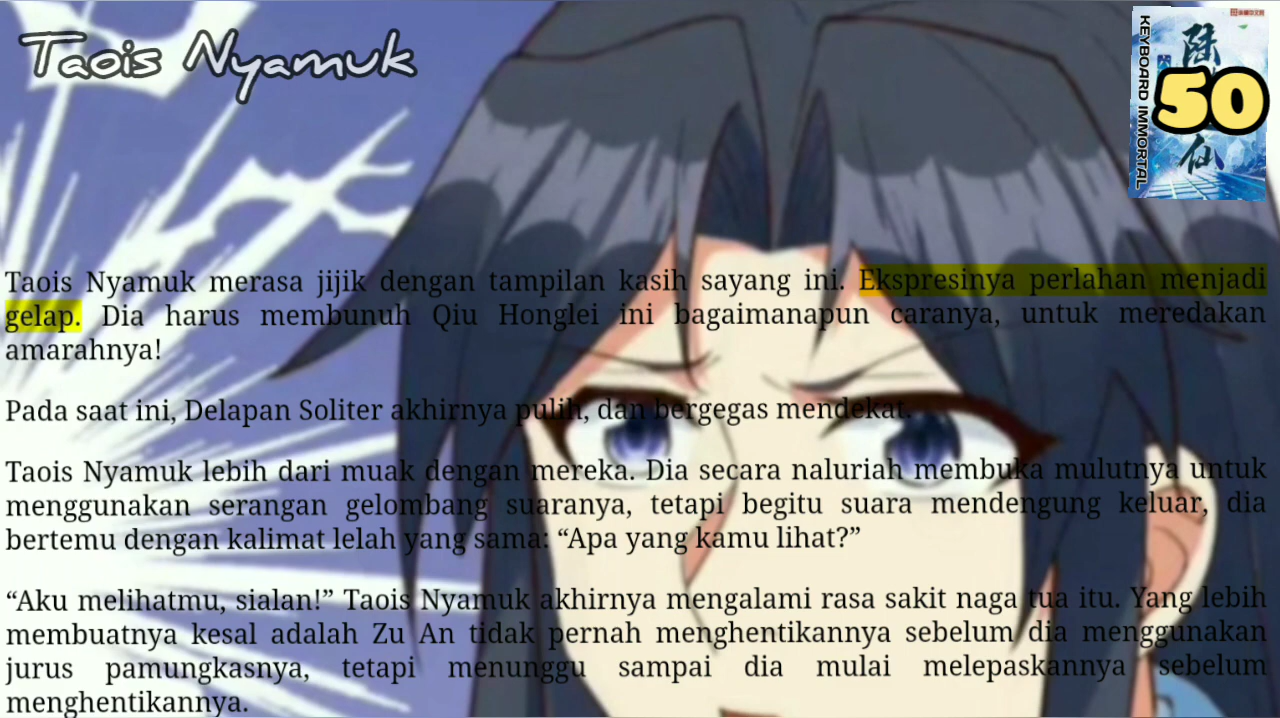 Taois Nyamuk
KEYBOARD IMMORTAL
陆
仙
50
Taois Nyamuk merasa jijik dengan tampilan kasih sayang ini. Ekspresinya perlahan menjadi
gelap. Dia harus membunuh Qiu Honglei ini bagaimanapun caranya, untuk meredakan
amarahnya!
Pada saat ini, Delapan Soliter akhirnya pulih, dan bergegas mendekat.
Taois Nyamuk lebih dari muak dengan mereka. Dia secara naluriah membuka mulutnya untuk
menggunakan serangan gelombang suaranya, tetapi begitu suara mendengung keluar, dia
bertemu dengan kalimat lelah yang sama: “Apa yang kamu lihat?”
“Aku melihatmu, sialan!” Taois Nyamuk akhirnya mengalami rasa sakit naga tua itu. Yang lebih
membuatnya kesal adalah Zu An tidak pernah menghentikannya sebelum dia menggunakan
jurus pamungkasnya, tetapi menunggu sampai dia mulai melepaskannya sebelum
menghentikannya.